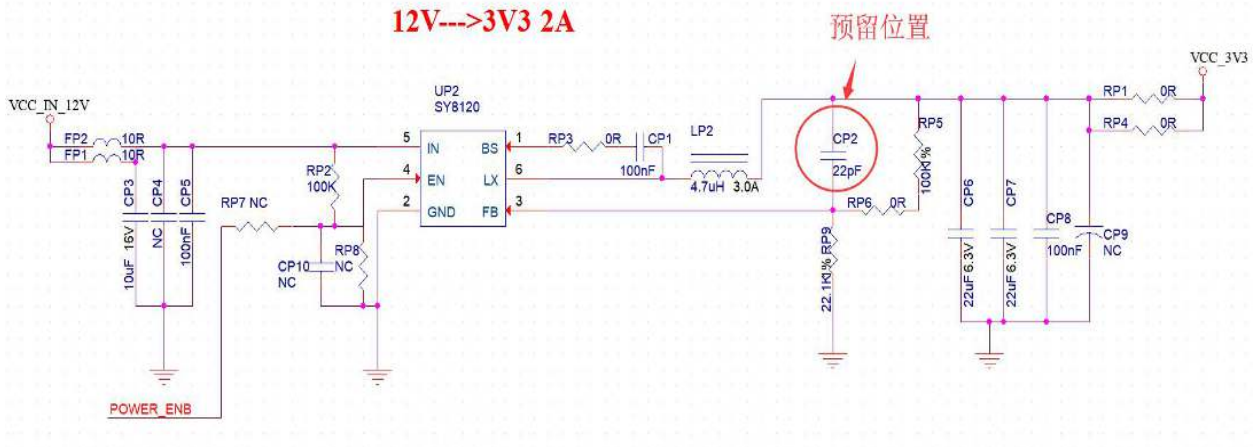 12V--->3V3 2A
预留位置
VCC_3V3
VCC_IN_12V
UP2
SY8120
RP1 0R
RP4 0R
FP2 10R
FP1 10R
5 IN BS 1
4 EN LX 6
2 GND FB 3
RP3 0R
CP1
100nF
LP2
4.7uH 3.0A
CP2
22pF
RP5
100K1%
RP6 0R
RP2
100K
CP3
10uF 16V
CP4
NC
CP5
100nF
RP7 NC
CP10
NC
RP8
NC
RP9
22.1K1%
CP6
22uF 6.3V
CP7
22uF 6.3V
CP8
100nF
CP9
NC
POWER_ENB